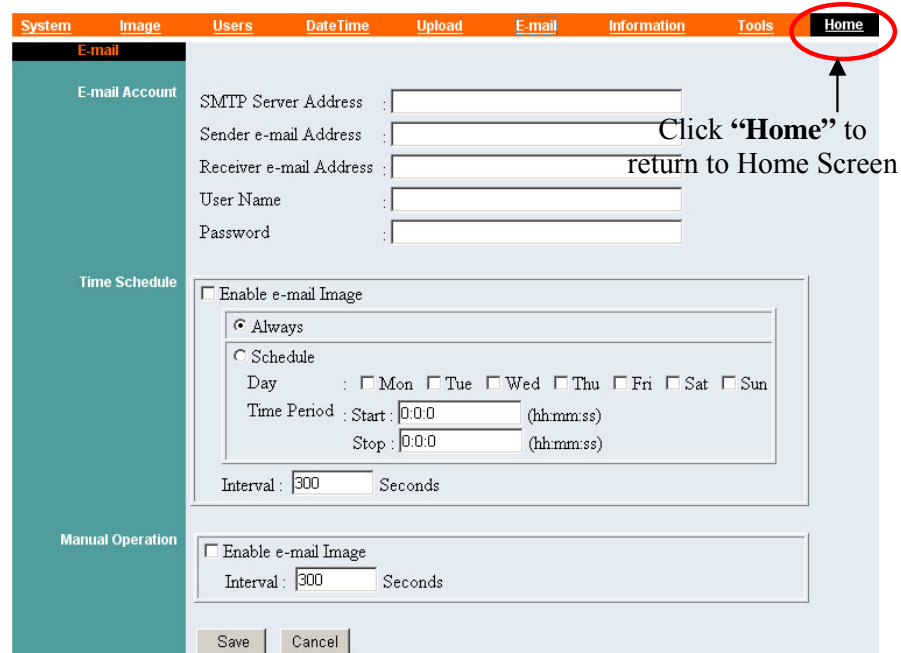 System Image Users DateTime Upload E-mail Information Tools Home
E-mail
E-mail Account
SMTP Server Address :
Sender e-mail Address :
Receiver e-mail Address :
User Name :
Password :
Click “Home” to
return to Home Screen
Time Schedule
Enable e-mail Image
Always
Schedule
Day : Mon Tue Wed Thu Fri Sat Sun
Time Period : Start : 0:0:0 (hh:mm:ss)
Stop : 0:0:0 (hh:mm:ss)
Interval : 300 Seconds
Manual Operation
Enable e-mail Image
Interval : 300 Seconds
Save Cancel